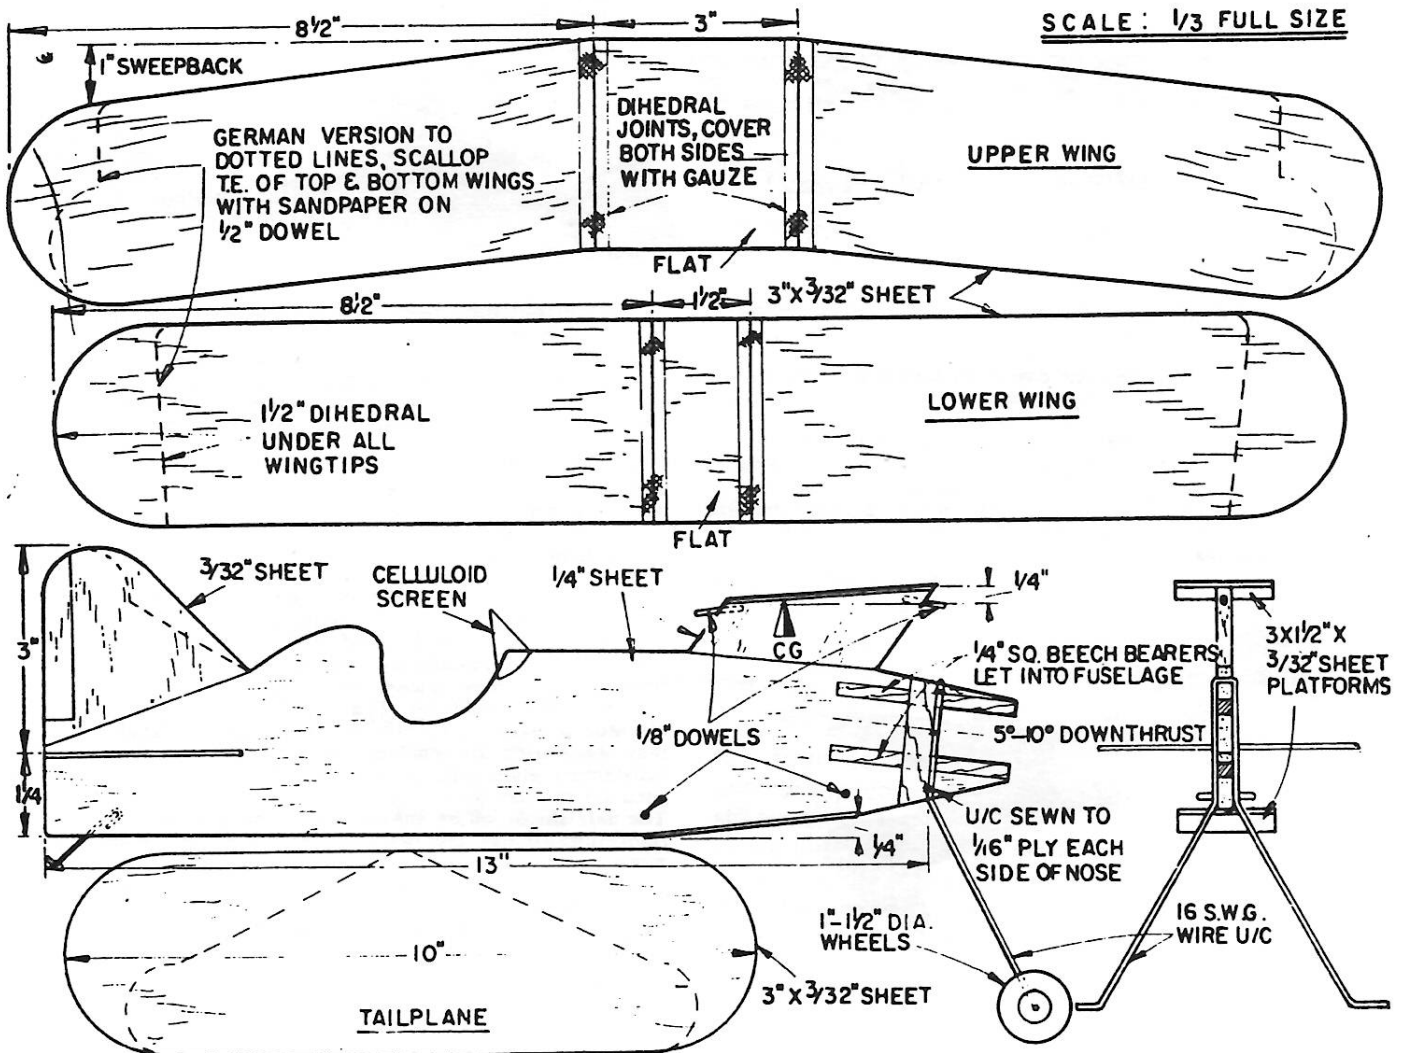 8½"
3"
SCALE: 1/3 FULL SIZE
1" SWEEPBACK
GERMAN VERSION TO
DOTTED LINES, SCALLOP
T.E. OF TOP & BOTTOM WINGS
WITH SANDPAPER ON
½" DOWEL
DIHEDRAL
JOINTS, COVER
BOTH SIDES
WITH GAUZE
UPPER WING
FLAT
8½"
1½"
3" X 3/32" SHEET
1½" DIHEDRAL
UNDER ALL
WINGTIPS
LOWER WING
FLAT
3/32" SHEET
CELLULOID
SCREEN
¼" SHEET
¼"
3"
CG
¼" SQ. BEECH BEARERS
LET INTO FUSELAGE
3X1½" X
3/32" SHEET
PLATFORMS
1/8" DOWELS
5°-10° DOWNTHRUST
1¼
U/C SEWN TO
1/16" PLY EACH
SIDE OF NOSE
¼"
13"
1"-1½" DIA.
WHEELS
16 S.W.G.
WIRE U/C
10"
3" X 3/32" SHEET
TAILPLANE